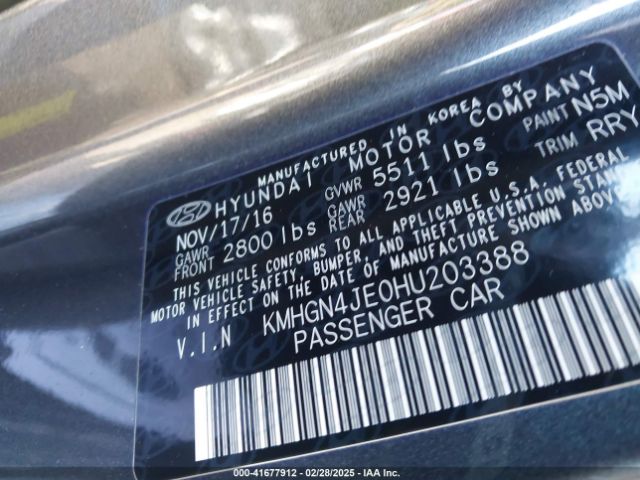 MANUFACTURED IN KOREA BY
HYUNDAI MOTOR COMPANY
NOV/17/16 GVWR 5511 lbs PAINT N5M
GAWR FRONT 2800 lbs GAWR REAR 2921 lbs TRIM RRY
THIS VEHICLE CONFORMS TO ALL APPLICABLE U.S.A. FEDERAL
MOTOR VEHICLE SAFETY, BUMPER, AND THEFT PREVENTION STAN
IN EFFECT ON THE DATE OF MANUFACTURE SHOWN ABOVE.
V.I.N KMHGN4JE0HU203388
PASSENGER CAR
000-41677912 - 02/28/2025 - IAA Inc.